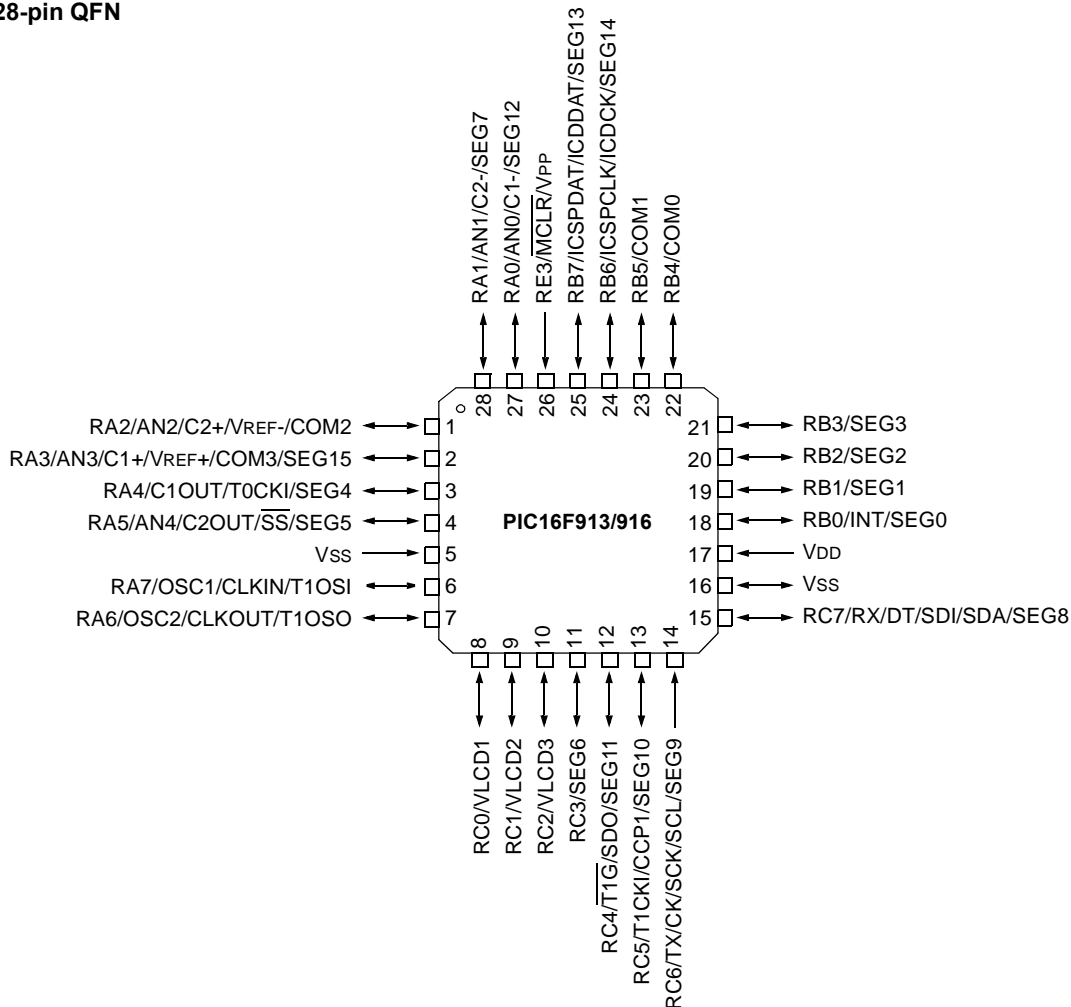 28-pin QFN
RA1/AN1/C2-/SEG7
RA0/AN0/C1-/SEG12
RE3/MCLR/VPP
RB7/ICSPDAT/ICDDAT/SEG13
RB6/ICSPCLK/ICDCK/SEG14
RB5/COM1
RB4/COM0
28
27
26
25
24
23
22
RA2/AN2/C2+/VREF-/COM2
1
RA3/AN3/C1+/VREF+/COM3/SEG15
2
RA4/C1OUT/T0CKI/SEG4
3
RA5/AN4/C2OUT/SS/SEG5
4
VSS
5
RA7/OSC1/CLKIN/T1OSI
6
RA6/OSC2/CLKOUT/T1OSO
7
PIC16F913/916
21
RB3/SEG3
20
RB2/SEG2
19
RB1/SEG1
18
RB0/INT/SEG0
17
VDD
16
VSS
15
RC7/RX/DT/SDI/SDA/SEG8
8
9
10
11
12
13
14
RC0/VLCD1
RC1/VLCD2
RC2/VLCD3
RC3/SEG6
RC4/T1G/SDO/SEG11
RC5/T1CKI/CCP1/SEG10
RC6/TX/CK/SCK/SCL/SEG9